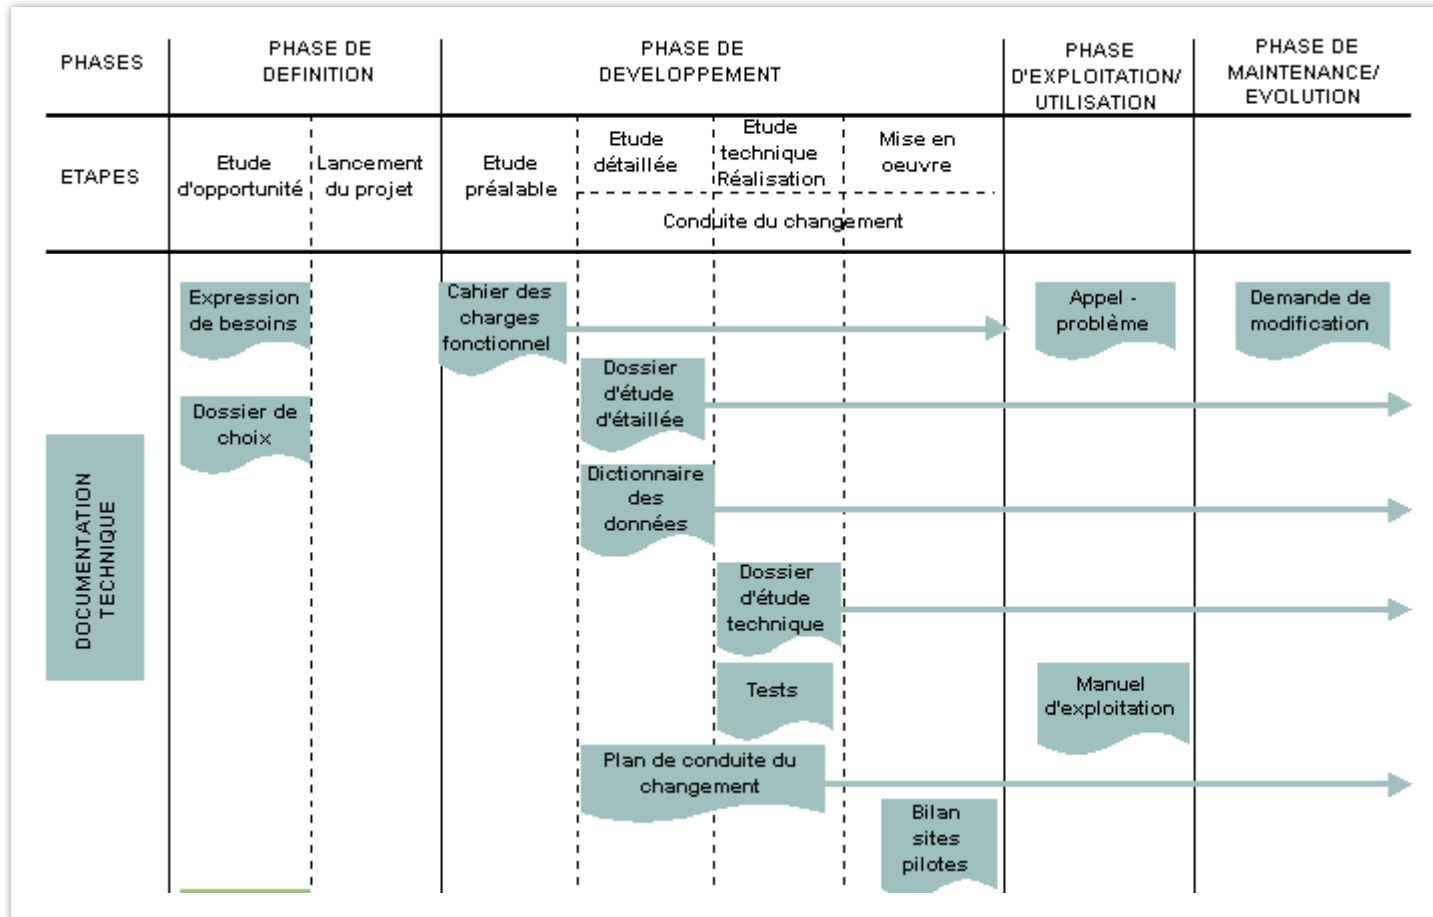 PHASES
PHASE DE
DEFINITION
PHASE DE
DEVELOPPEMENT
PHASE
D'EXPLOITATION/
UTILISATION
PHASE DE
MAINTENANCE/
EVOLUTION
ETAPES
Etude
d'opportunité
Lancement
du projet
Etude
préalable
Etude
détaillée
Etude
technique
Réalisation
Mise en
oeuvre
Conduite du changement
DOCUMENTATION
TECHNIQUE
Expression
de besoins
Cahier des
charges
fonctionnel
Appel -
problème
Demande de
modification
Dossier de
choix
Dossier
d'étude
d'étaillée
Dictionnaire
des
données
Dossier
d'étude
technique
Tests
Manuel
d'exploitation
Plan de conduite du
changement
Bilan
sites
pilotes